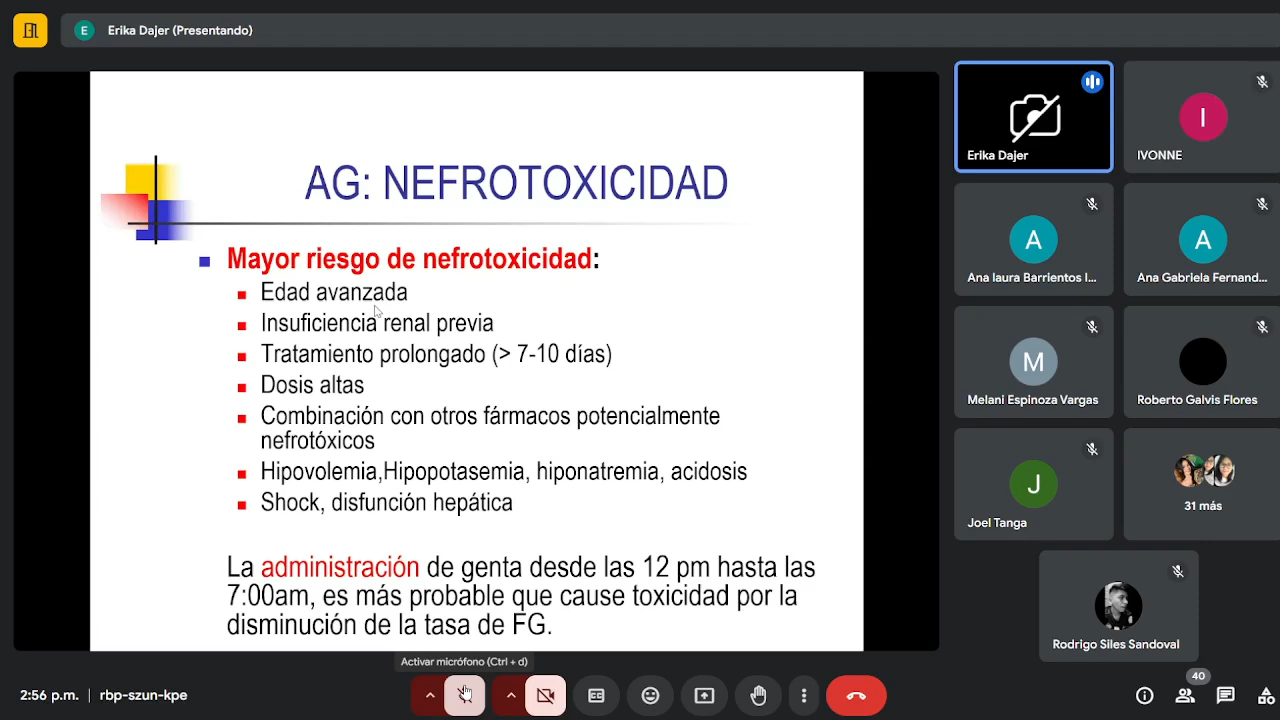 E Erika Dajer (Presentando)
AG: NEFROTOXICIDAD
Mayor riesgo de nefrotoxicidad:
Edad avanzada
Insuficiencia renal previa
Tratamiento prolongado (> 7-10 días)
Dosis altas
Combinación con otros fármacos potencialmente
nefrotóxicos
Hipovolemia,Hipopotasemia, hiponatremia, acidosis
Shock, disfunción hepática
La administración de genta desde las 12 pm hasta las
7:00am, es más probable que cause toxicidad por la
disminución de la tasa de FG.
Erika Dajer
I
IVONNE
A
Ana laura Barrientos I...
A
Ana Gabriela Fernand...
M
Melani Espinoza Vargas
Roberto Galvis Flores
J
Joel Tanga
31 más
Rodrigo Siles Sandoval
Activar micrófono (Ctrl + d)
2:56 p.m. | rbp-szun-kpe
40